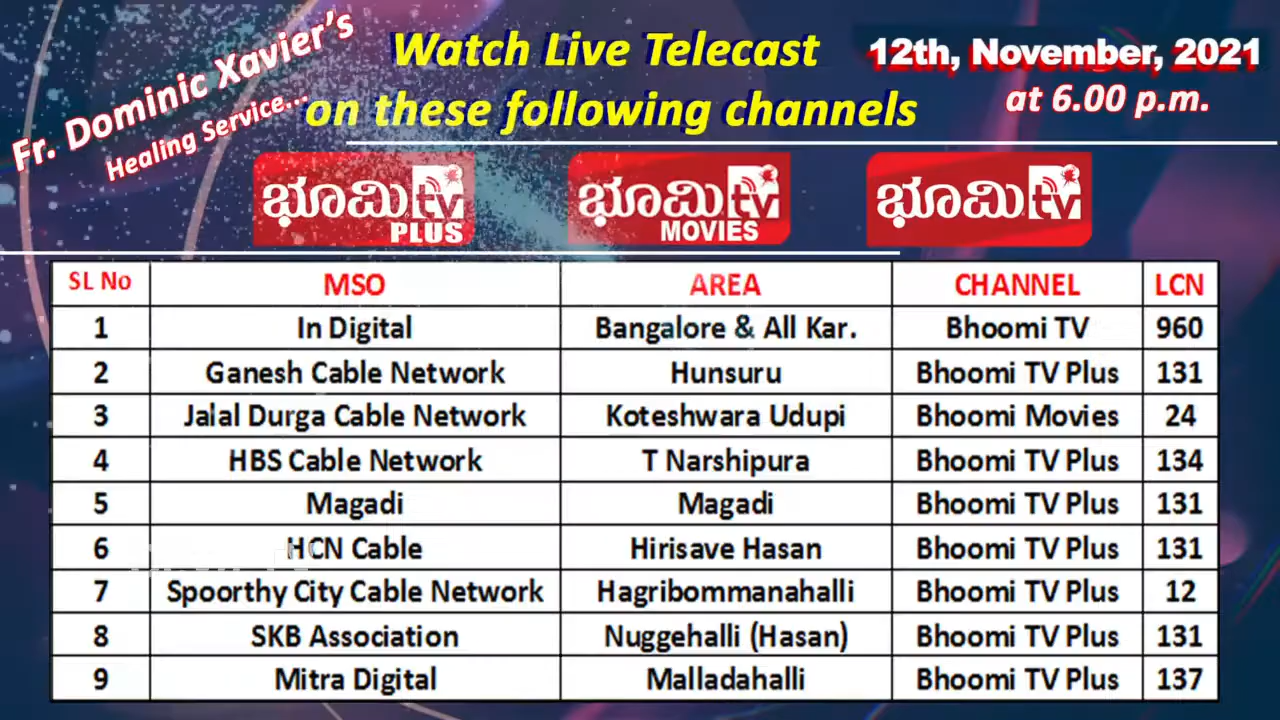 Fr. Dominic Xavier's
Healing Service...
Watch Live Telecast
on these following channels
12th, November, 2021
at 6.00 p.m.
ಭೂಮಿ tv PLUS
ಭೂಮಿ tv MOVIES
ಭೂಮಿ tv
SL No MSO AREA CHANNEL LCN
1 In Digital Bangalore & All Kar. Bhoomi TV 960
2 Ganesh Cable Network Hunsuru Bhoomi TV Plus 131
3 Jalal Durga Cable Network Koteshwara Udupi Bhoomi Movies 24
4 HBS Cable Network T Narshipura Bhoomi TV Plus 134
5 Magadi Magadi Bhoomi TV Plus 131
6 HCN Cable Hirisave Hasan Bhoomi TV Plus 131
7 Spoorthy City Cable Network Hagribommanahalli Bhoomi TV Plus 12
8 SKB Association Nuggehalli (Hasan) Bhoomi TV Plus 131
9 Mitra Digital Malladahalli Bhoomi TV Plus 137